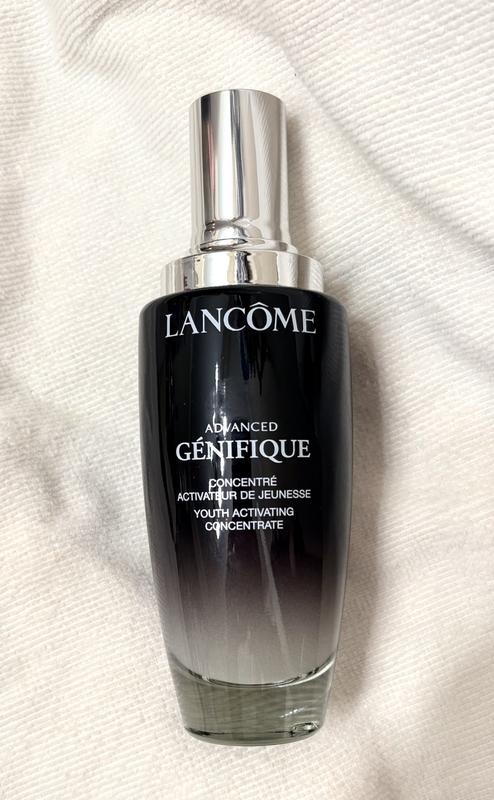 LANCÔME
ADVANCED
GÉNIFIQUE
CONCENTRÉ
ACTIVATEUR DE JEUNESSE
YOUTH ACTIVATING
CONCENTRATE